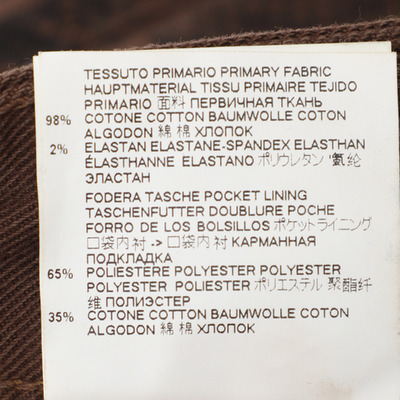 TESSUTO PRIMARIO PRIMARY FABRIC
HAUPTMATERIAL TISSU PRIMAIRE TEJIDO
PRIMARIO 面料 ПЕРВИЧНАЯ ТКАНЬ
98% COTONE COTTON BAUMWOLLE COTON
ALGODON 綿 棉 ХЛОПОК
2% ELASTAN ELASTANE-SPANDEX ELASTHAN
ÉLASTHANNE ELASTANO ポリウレタン 氨纶
ЭЛАСТАН
FODERA TASCHE POCKET LINING
TASCHENFUTTER DOUBLURE POCHE
FORRO DE LOS BOLSILLOS ポケットライニング
口袋内衬 -> 口袋内衬 КАРМАННАЯ
ПОДКЛАДКА
65% POLIESTERE POLYESTER POLYESTER
POLYESTER POLIESTER ポリエステル 聚酯纤
维 ПОЛИЭСТЕР
35% COTONE COTTON BAUMWOLLE COTON
ALGODON 綿 棉 ХЛОПОК